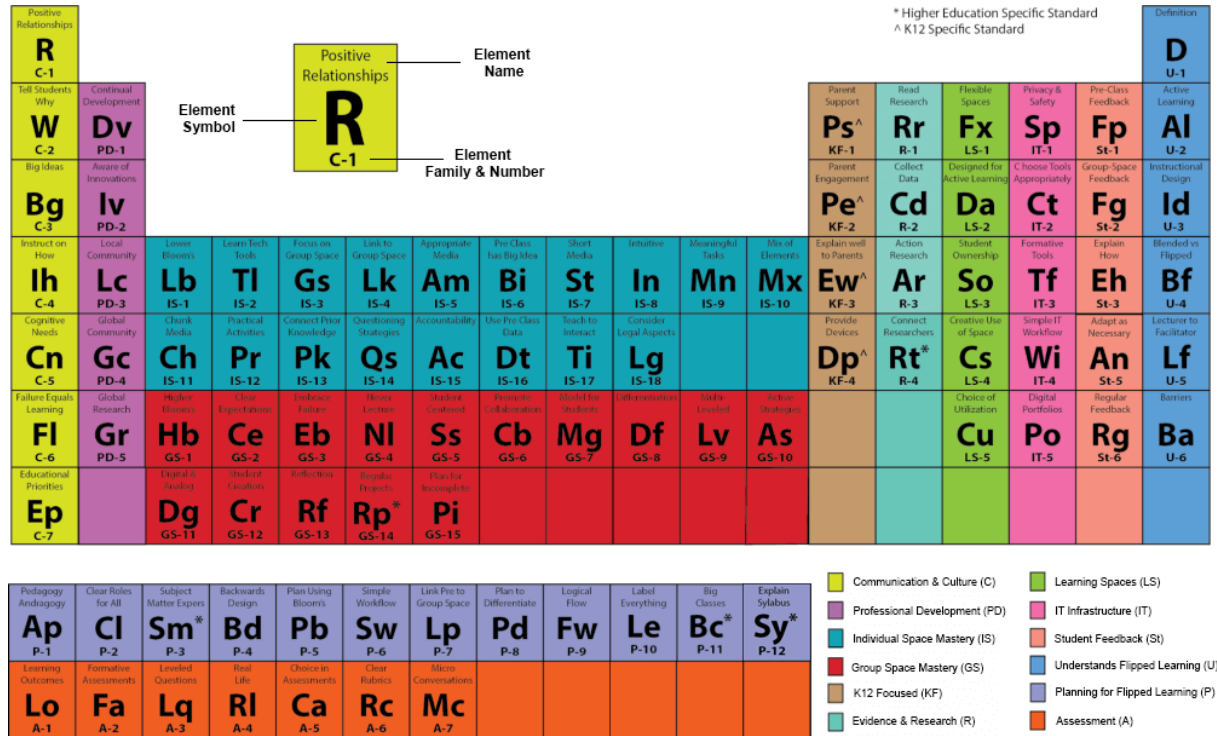 Positive
Relationships
R
C-1
Positive
Relationships
R
C-1
Element
Name
Element
Symbol
Element
Family & Number
* Higher Education Specific Standard
^ K12 Specific Standard
Definition
D
U-1
Tell Students
Why
W
C-2
Continual
Development
Dv
PD-1
Parent
Support
Ps^
KF-1
Read
Research
Rr
R-1
Flexible
Spaces
Fx
LS-1
Privacy &
Safety
Sp
IT-1
Pre-Class
Feedback
Fp
St-1
Active
Learning
Al
U-2
Big Ideas
Bg
C-3
Aware of
Innovations
Iv
PD-2
Parent
Engagement
Pe^
KF-2
Collect
Data
Cd
R-2
Designed for
Active Learning
Da
LS-2
Choose Tools
Appropriately
Ct
IT-2
Group-Space
Feedback
Fg
St-2
Instructional
Design
Id
U-3
Instruct on
How
Ih
C-4
Local
Community
Lc
PD-3
Lower
Bloom's
Lb
IS-1
Learn Tech
Tools
Tl
IS-2
Focus on
Group Space
Gs
IS-3
Link to
Group Space
Lk
IS-4
Appropriate
Media
Am
IS-5
Pre Class
has Big Idea
Bi
IS-6
Short
Media
St
IS-7
Intuitive
In
IS-8
Meaningful
Tasks
Mn
IS-9
Mix of
Elements
Mx
IS-10
Explain well
to Parents
Ew^
KF-3
Action
Research
Ar
R-3
Student
Ownership
So
LS-3
Formative
Tools
Tf
IT-3
Explain
How
Eh
St-3
Blended vs
Flipped
Bf
U-4
Cognitive
Needs
Cn
C-5
Global
Community
Gc
PD-4
Chunk
Media
Ch
IS-11
Practical
Activities
Pr
IS-12
Connect Prior
Knowledge
Pk
IS-13
Questioning
Strategies
Qs
IS-14
Accountability
Ac
IS-15
Use Pre Class
Data
Dt
IS-16
Teach to
Interact
Ti
IS-17
Consider
Legal Aspects
Lg
IS-18
Provide
Devices
Dp^
KF-4
Connect
Researchers
Rt*
R-4
Creative Use
of Space
Cs
LS-4
Simple IT
Workflow
Wi
IT-4
Adapt as
Necessary
An
St-5
Lecturer to
Facilitator
Lf
U-5
Failure Equals
Learning
Fl
C-6
Global
Research
Gr
PD-5
Higher
Bloom's
Hb
GS-1
Clear
Expectations
Ce
GS-2
Embrace
Failure
Eb
GS-3
Never
Lecture
Nl
GS-4
Student
Centered
Ss
GS-5
Promote
Collaboration
Cb
GS-6
Model for
Students
Mg
GS-7
Differentiation
Df
GS-8
Multi-
Leveled
Lv
GS-9
Active
Strategies
As
GS-10
Choice of
Utilization
Cu
LS-5
Digital
Portfolios
Po
IT-5
Regular
Feedback
Rg
St-6
Barriers
Ba
U-6
Educational
Priorities
Ep
C-7
Digital &
Analog
Dg
GS-11
Student
Creation
Cr
GS-12
Reflection
Rf
GS-13
Regular
Projects
Rp*
GS-14
Plan for
Incomplete
Pi
GS-15
Pedagogy
Andragogy
Ap
P-1
Clear Roles
for All
Cl
P-2
Subject
Matter Expers
Sm*
P-3
Backwards
Design
Bd
P-4
Plan Using
Bloom's
Pb
P-5
Simple
Workflow
Sw
P-6
Link Pre to
Group Space
Lp
P-7
Plan to
Differentiate
Pd
P-8
Logical
Flow
Fw
P-9
Label
Everything
Le
P-10
Big
Classes
Bc*
P-11
Explain
Sylabus
Sy*
P-12
Learning
Outcomes
Lo
A-1
Formative
Assessments
Fa
A-2
Leveled
Questions
Lq
A-3
Real
Life
Rl
A-4
Choice in
Assessments
Ca
A-5
Clear
Rubrics
Rc
A-6
Micro
Conversations
Mc
A-7
Communication & Culture (C)
Professional Development (PD)
Individual Space Mastery (IS)
Group Space Mastery (GS)
K12 Focused (KF)
Evidence & Research (R)
Learning Spaces (LS)
IT Infrastructure (IT)
Student Feedback (St)
Understands Flipped Learning (U)
Planning for Flipped Learning (P)
Assessment (A)